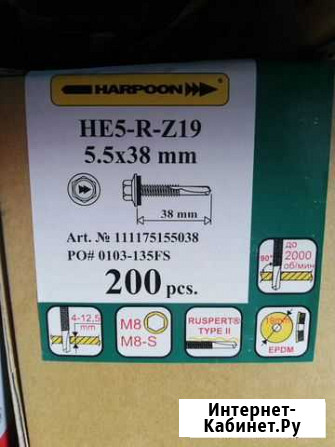 HARPOON
HE5-R-Z19
5.5x38 mm
38 mm
Art. № 111175155038
PO# 0103-135FS
200 pcs.
90°
до
2000
об/мин
4-12,5
mm
M8
M8-S
RUSPERT®
TYPE II
EPDM
Интернет-
Кабинет.Ру